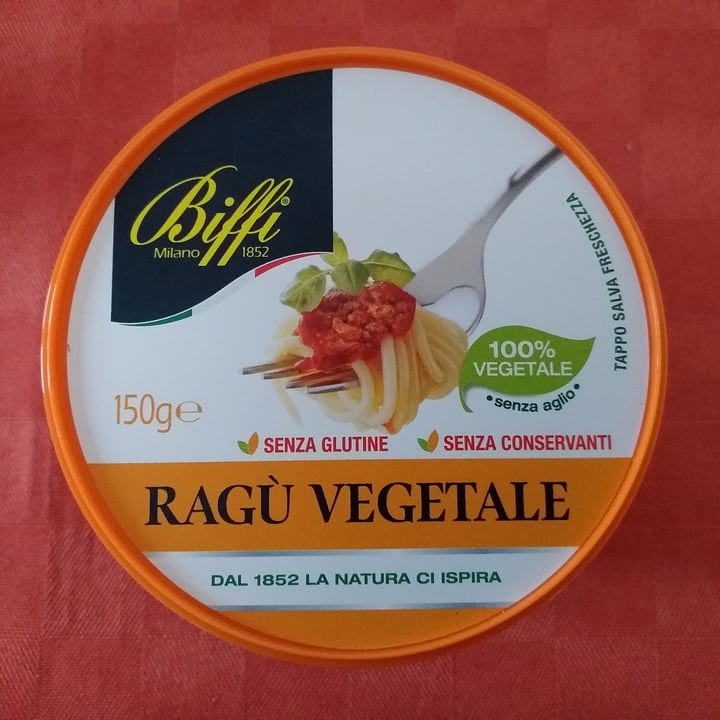 Biffi®
Milano 1852
TAPPO SALVA FRESCHEZZA
100%
VEGETALE
•senza aglio•
150g℮
SENZA GLUTINE
SENZA CONSERVANTI
RAGÙ VEGETALE
DAL 1852 LA NATURA CI ISPIRA